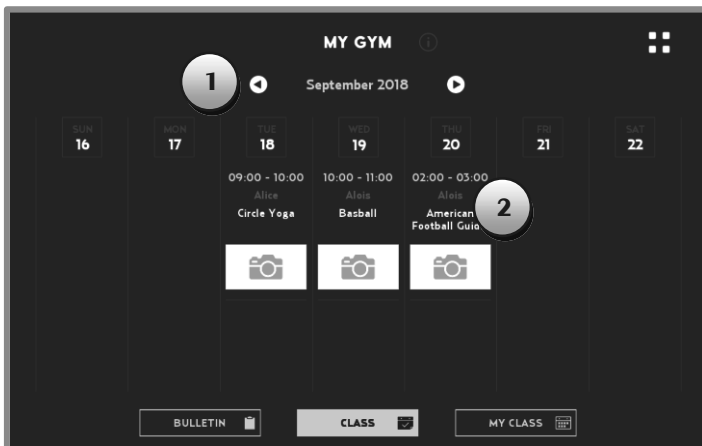 MY GYM
1
September 2018
SUN MON TUE WED THU FRI SAT
16 17 18 19 20 21 22
09:00 - 10:00 10:00 - 11:00 02:00 - 03:00
Alice Alois Alois
Circle Yoga Basball American
Football
2
BULLETIN CLASS MY CLASS